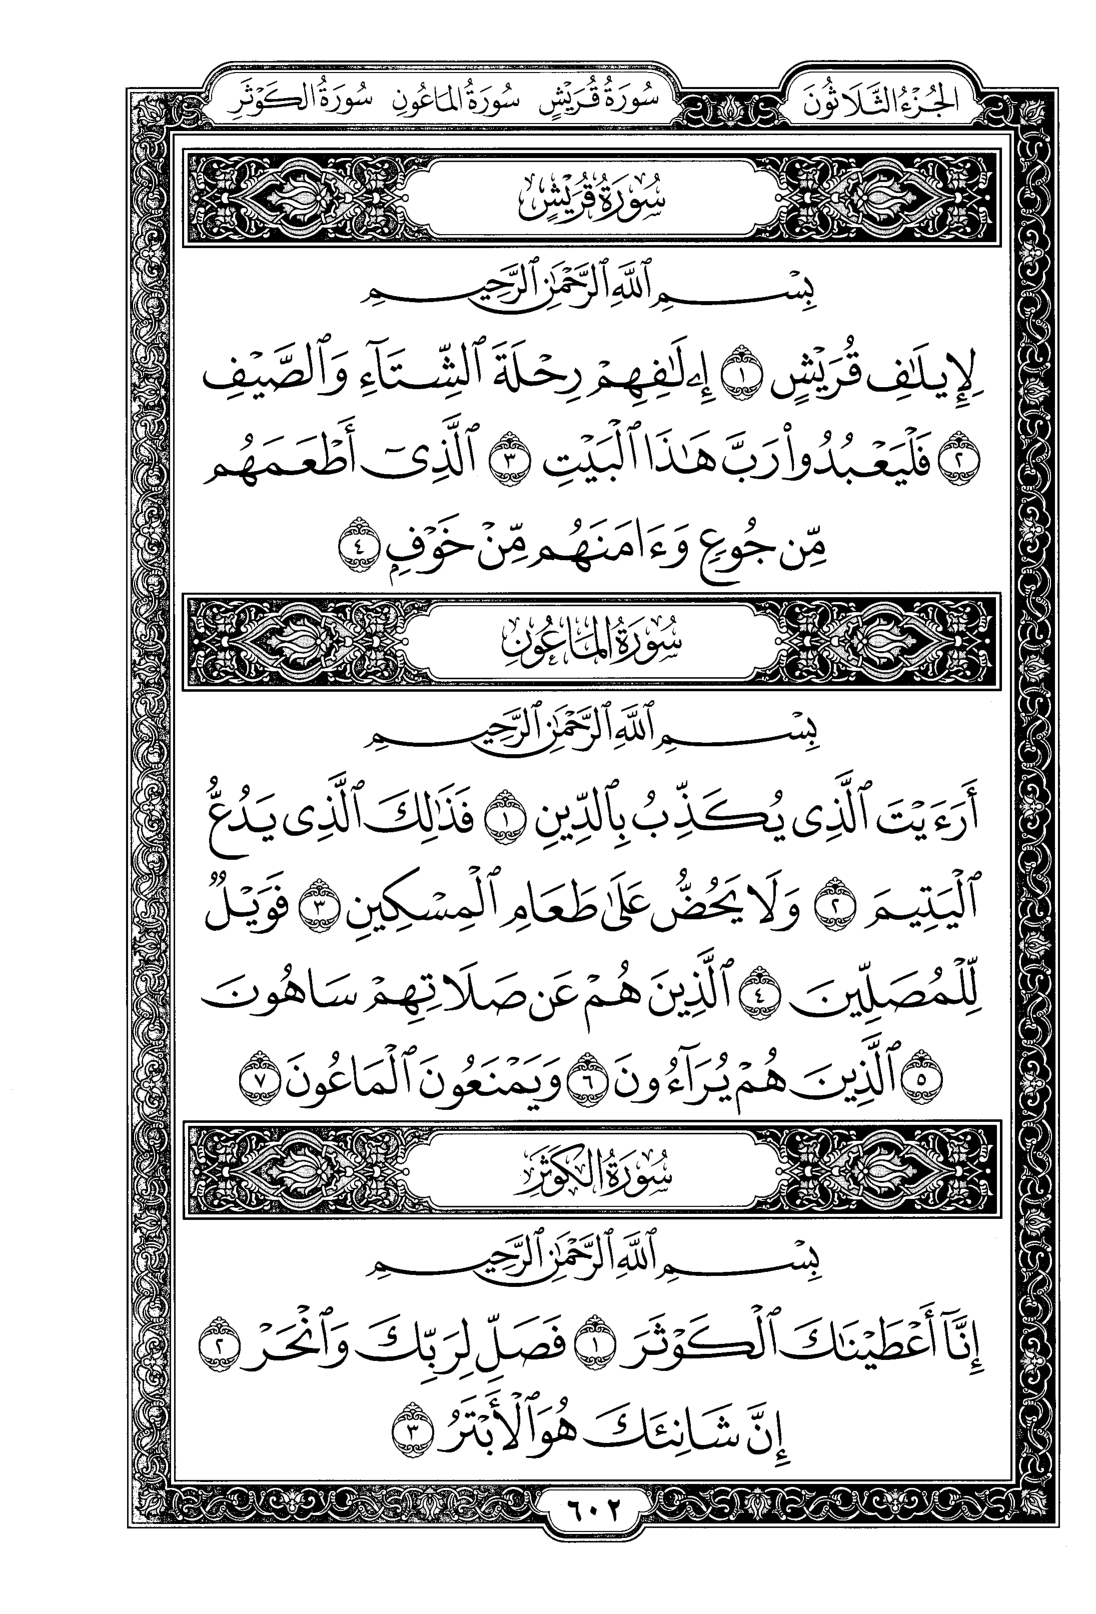 الجُزْءُ الثَّلَاثُونَ سُورَةُ قُرَيْشٍ سُورَةُ المَاعُونِ سُورَةُ الكَوْثَرِ
سُورَةُ قُرَيْشٍ
بِسْمِ ٱللَّهِ ٱلرَّحْمَٰنِ ٱلرَّحِيمِ
لِإِيلَٰفِ قُرَيْشٍ ١ إِۦلَٰفِهِمْ رِحْلَةَ ٱلشِّتَآءِ وَٱلصَّيْفِ
٢ فَلْيَعْبُدُوا۟ رَبَّ هَٰذَا ٱلْبَيْتِ ٣ ٱلَّذِىٓ أَطْعَمَهُم
مِّن جُوعٍ وَءَامَنَهُم مِّنْ خَوْفٍۭ ٤
سُورَةُ المَاعُونِ
بِسْمِ ٱللَّهِ ٱلرَّحْمَٰنِ ٱلرَّحِيمِ
أَرَءَيْتَ ٱلَّذِى يُكَذِّبُ بِٱلدِّينِ ١ فَذَٰلِكَ ٱلَّذِى يَدُعُّ
ٱلْيَتِيمَ ٢ وَلَا يَحُضُّ عَلَىٰ طَعَامِ ٱلْمِسْكِينِ ٣ فَوَيْلٌ
لِّلْمُصَلِّينَ ٤ ٱلَّذِينَ هُمْ عَن صَلَاتِهِمْ سَاهُونَ
٥ ٱلَّذِينَ هُمْ يُرَآءُونَ ٦ وَيَمْنَعُونَ ٱلْمَاعُونَ ٧
سُورَةُ الكَوْثَرِ
بِسْمِ ٱللَّهِ ٱلرَّحْمَٰنِ ٱلرَّحِيمِ
إِنَّآ أَعْطَيْنَٰكَ ٱلْكَوْثَرَ ١ فَصَلِّ لِرَبِّكَ وَٱنْحَرْ ٢
إِنَّ شَانِئَكَ هُوَ ٱلْأَبْتَرُ ٣
٦٠٢